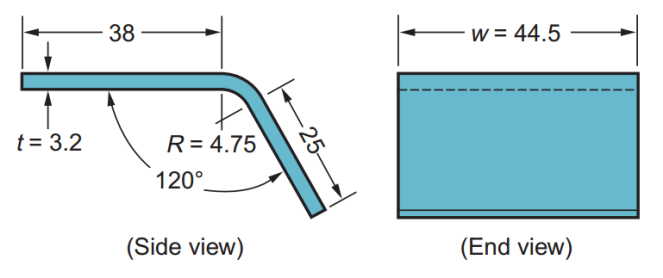 38
w = 44.5
t = 3.2
R = 4.75
25
120°
(Side view)
(End view)